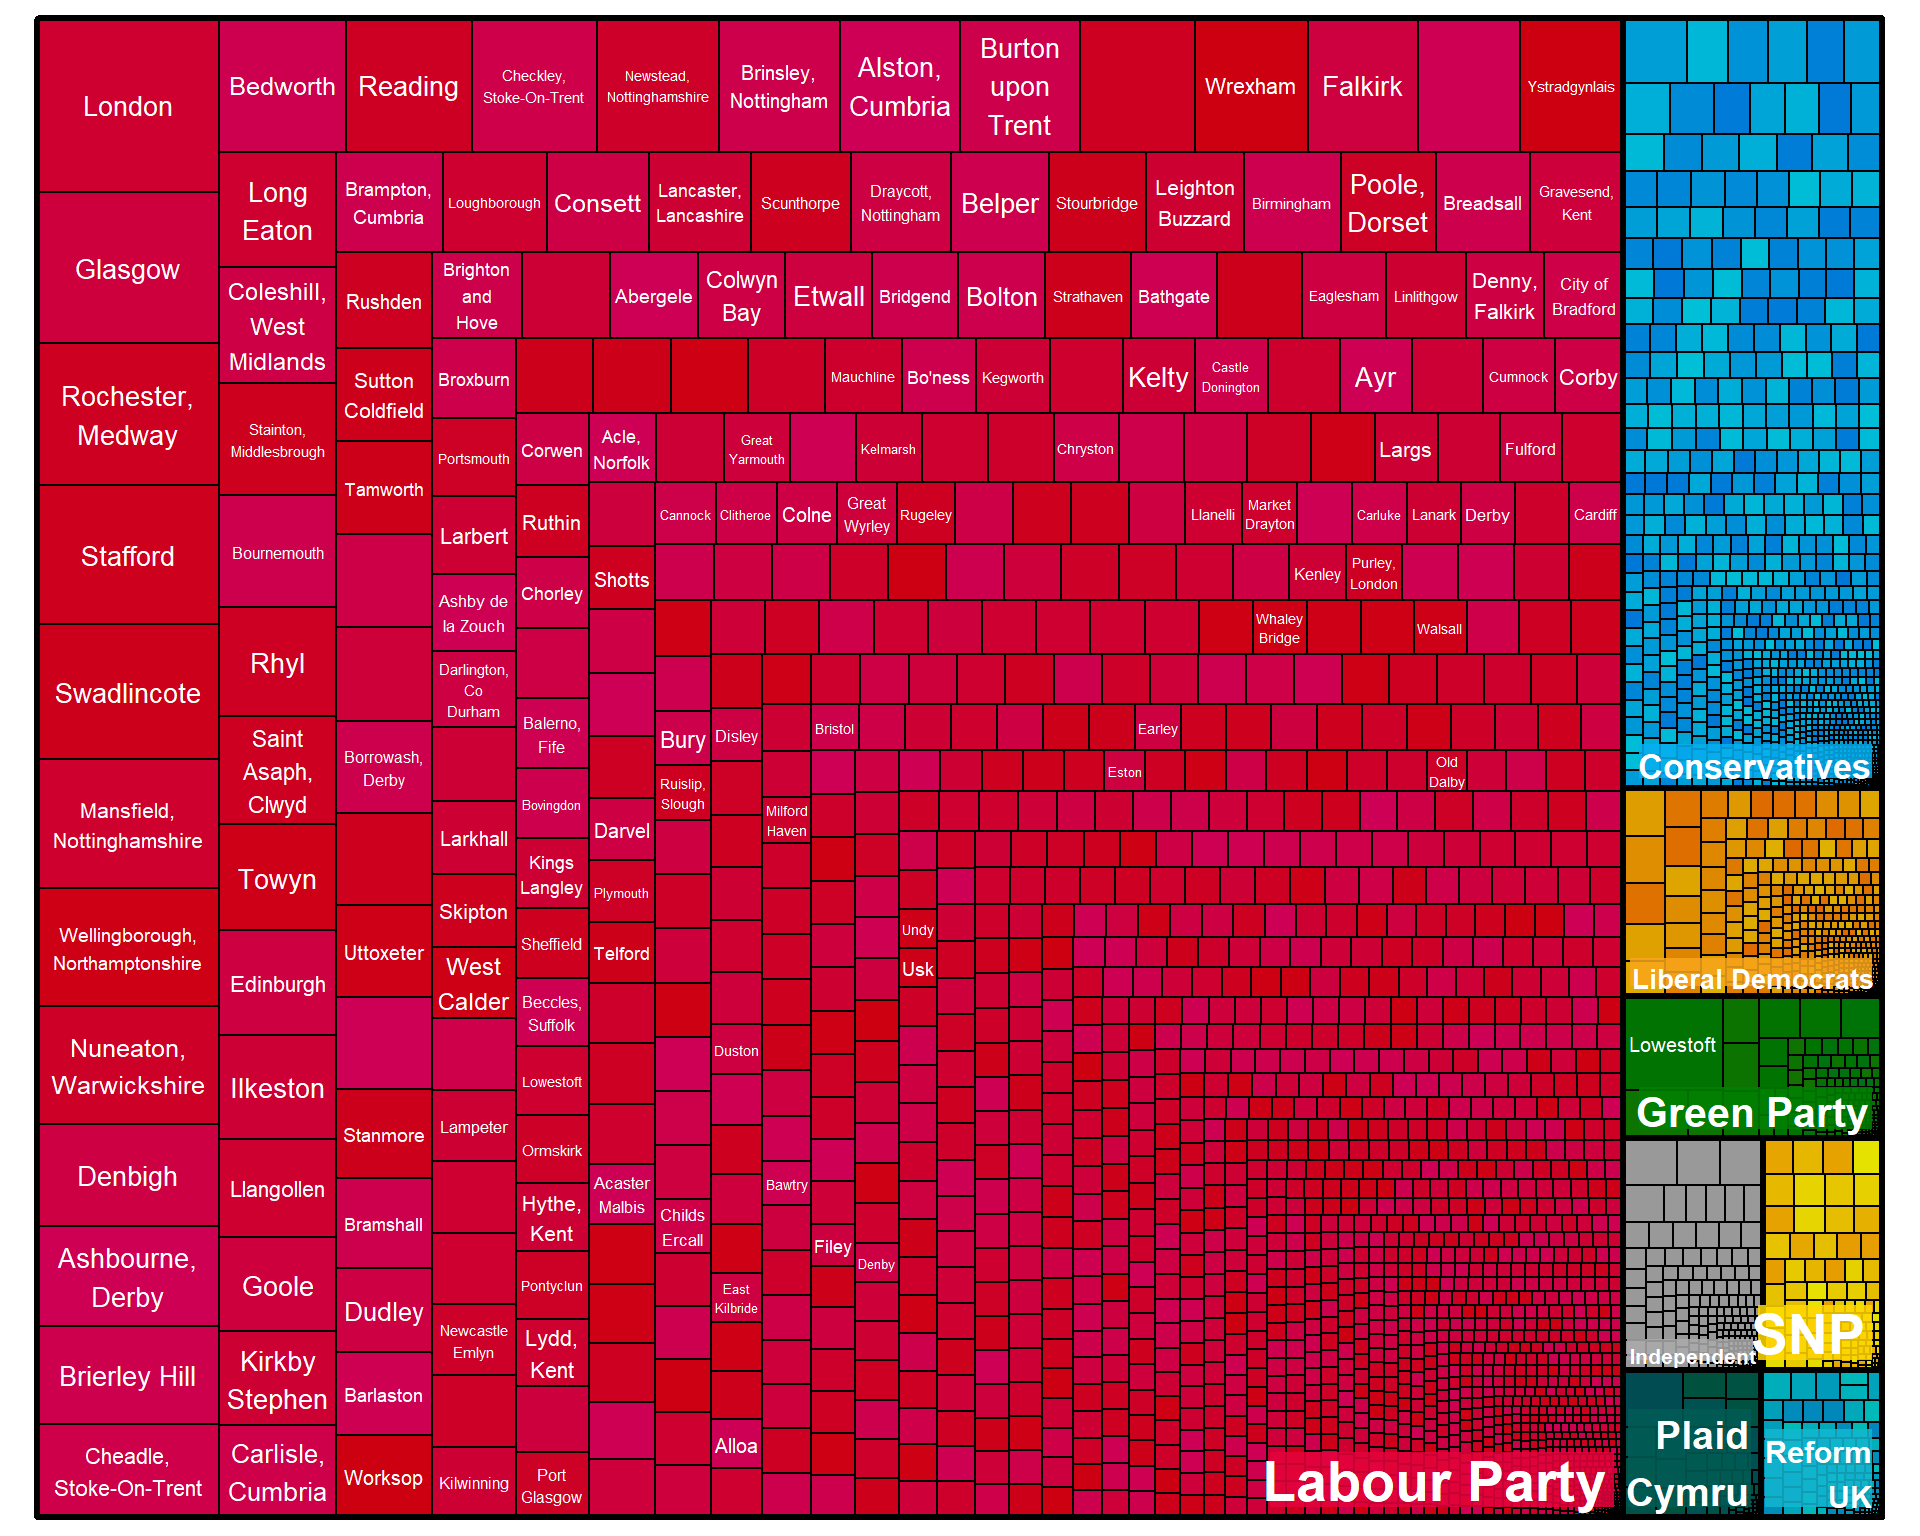 London
Glasgow
Rochester,
Medway
Stafford
Swadlincote
Mansfield,
Nottinghamshire
Wellingborough,
Northamptonshire
Nuneaton,
Warwickshire
Denbigh
Ashbourne,
Derby
Brierley Hill
Cheadle,
Stoke-On-Trent
Bedworth
Reading
Checkley,
Stoke-On-Trent
Newstead,
Nottinghamshire
Brinsley,
Nottingham
Alston,
Cumbria
Burton
upon
Trent
Wrexham
Falkirk
Ystradgynlais
Long
Eaton
Coleshill,
West
Midlands
Stainton,
Middlesbrough
Bournemouth
Rhyl
Saint
Asaph,
Clwyd
Towyn
Edinburgh
Ilkeston
Llangollen
Goole
Kirkby
Stephen
Carlisle,
Cumbria
Brampton,
Cumbria
Loughborough
Consett
Lancaster,
Lancashire
Scunthorpe
Draycott,
Nottingham
Belper
Stourbridge
Leighton
Buzzard
Birmingham
Poole,
Dorset
Breadsall
Gravesend,
Kent
Rushden
Sutton
Coldfield
Tamworth
Borrowash,
Derby
Uttoxeter
Stanmore
Bramshall
Dudley
Barlaston
Worksop
Brighton
and
Hove
Abergele
Colwyn
Bay
Etwall
Bridgend
Bolton
Strathaven
Bathgate
Eaglesham
Linlithgow
Denny,
Falkirk
City of
Bradford
Broxburn
Portsmouth
Larbert
Ashby de
la Zouch
Darlington,
Co
Durham
Larkhall
Skipton
West
Calder
Lampeter
Newcastle
Emlyn
Kilwinning
Mauchline
Bo'ness
Kegworth
Kelty
Castle
Donington
Ayr
Cumnock
Corby
Corwen
Ruthin
Chorley
Balerno,
Fife
Bovingdon
Kings
Langley
Sheffield
Beccles,
Suffolk
Lowestoft
Ormskirk
Hythe,
Kent
Pontyclun
Lydd,
Kent
Port
Glasgow
Acle,
Norfolk
Great
Yarmouth
Kelmarsh
Chryston
Largs
Fulford
Shotts
Darvel
Plymouth
Telford
Acaster
Malbis
Cannock
Clitheroe
Colne
Great
Wyrley
Rugeley
Llanelli
Market
Drayton
Carluke
Lanark
Derby
Cardiff
Kenley
Purley,
London
Whaley
Bridge
Walsall
Bury
Ruislip,
Slough
Childs
Ercall
Disley
Duston
East
Kilbride
Alloa
Milford
Haven
Bawtry
Bristol
Earley
Filey
Eston
Old
Dalby
Denby
Undy
Usk
Labour Party
Conservatives
Liberal Democrats
Lowestoft
Green Party
Independent
SNP
Plaid
Cymru
Reform
UK